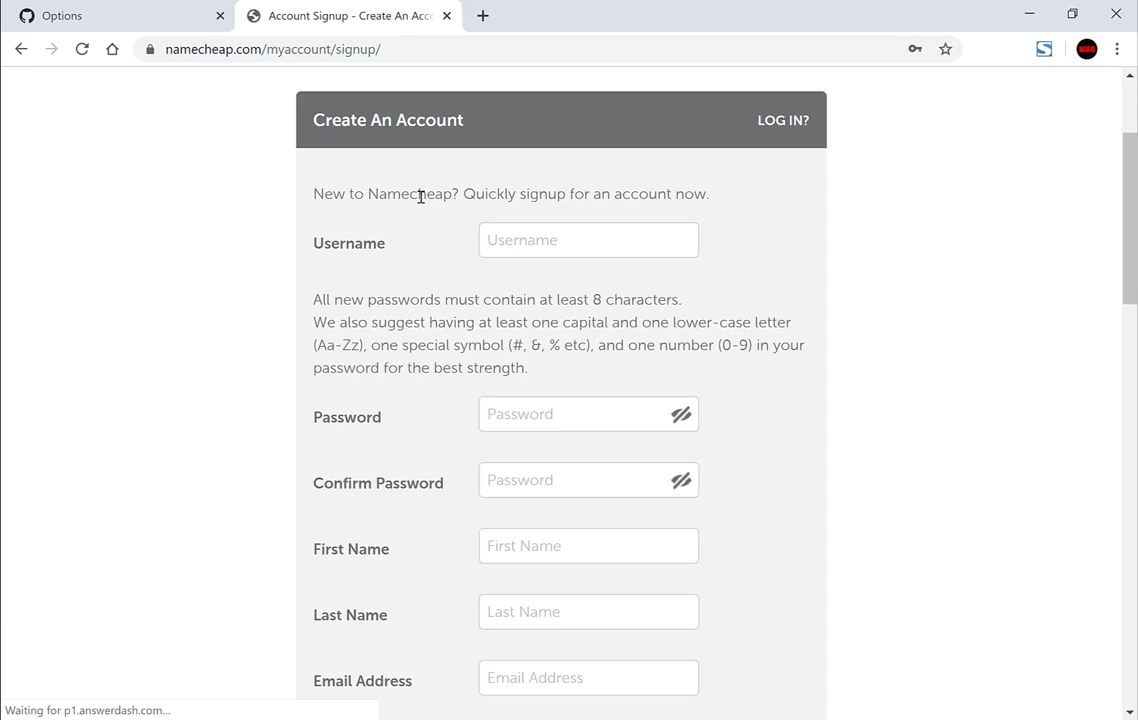 Options
Account Signup - Create An Acco
namecheap.com/myaccount/signup/
Create An Account
LOG IN?
New to Namecheap? Quickly signup for an account now.
Username
Username
All new passwords must contain at least 8 characters.
We also suggest having at least one capital and one lower-case letter
(Aa-Zz), one special symbol (#, &, % etc), and one number (0-9) in your
password for the best strength.
Password
Password
Confirm Password
Password
First Name
First Name
Last Name
Last Name
Email Address
Email Address
Waiting for p1.answerdash.com...